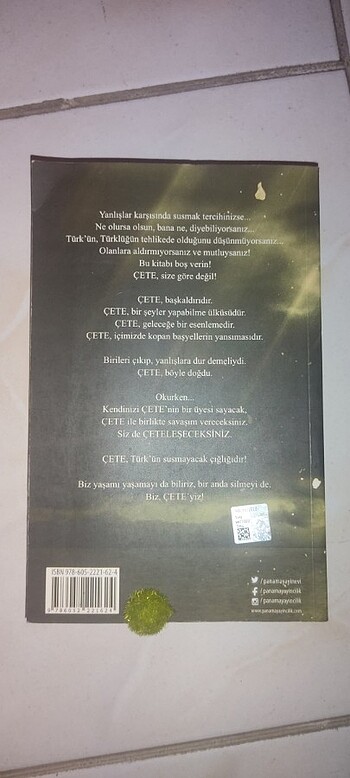 Yanlışlar karşısında susmak tercihinizse...
Ne olursa olsun, bana ne, diyebiliyorsanız...
Türk'ün, Türklüğün tehlikede olduğunu düşünmüyorsanız...
Olanlara aldırmıyorsanız ve mutluysanız!
Bu kitabı boş verin!
ÇETE, size göre değil!
ÇETE, başkaldırıdır.
ÇETE, bir şeyler yapabilme ülküsüdür.
ÇETE, geleceğe bir esenlemedir.
ÇETE, içimizde kopan başyellerin yansımasıdır.
Birileri çıkıp, yanlışlara dur demeliydi.
ÇETE, böyle doğdu.
Okurken...
Kendinizi ÇETE'nin bir üyesi sayacak,
ÇETE ile birlikte savaşım vereceksiniz.
Siz de ÇETELEŞECEKSİNİZ.
ÇETE, Türk'ün susmayacak çığlığıdır!
Biz yaşamı yaşamayı da biliriz, bir anda silmeyi de.
Biz, ÇETE'yiz!
ISBN 978-605-2221-62-4
9 786052 221624
/panamayayinevi
/panamayayincilik
/panamayayincilik
www.panamayayincilik.com